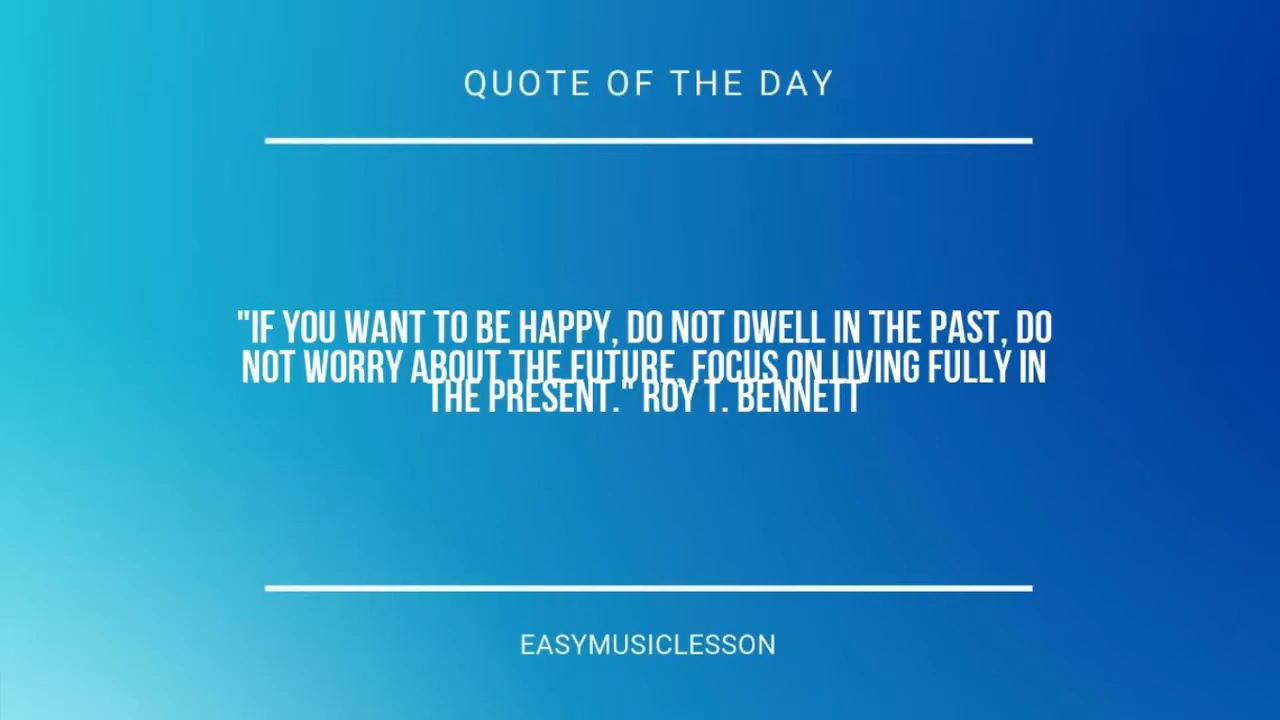 QUOTE OF THE DAY
"IF YOU WANT TO BE HAPPY, DO NOT DWELL IN THE PAST, DO
NOT WORRY ABOUT THE FUTURE, FOCUS ON LIVING FULLY IN
THE PRESENT." ROY T. BENNETT
EASYMUSICLESSON